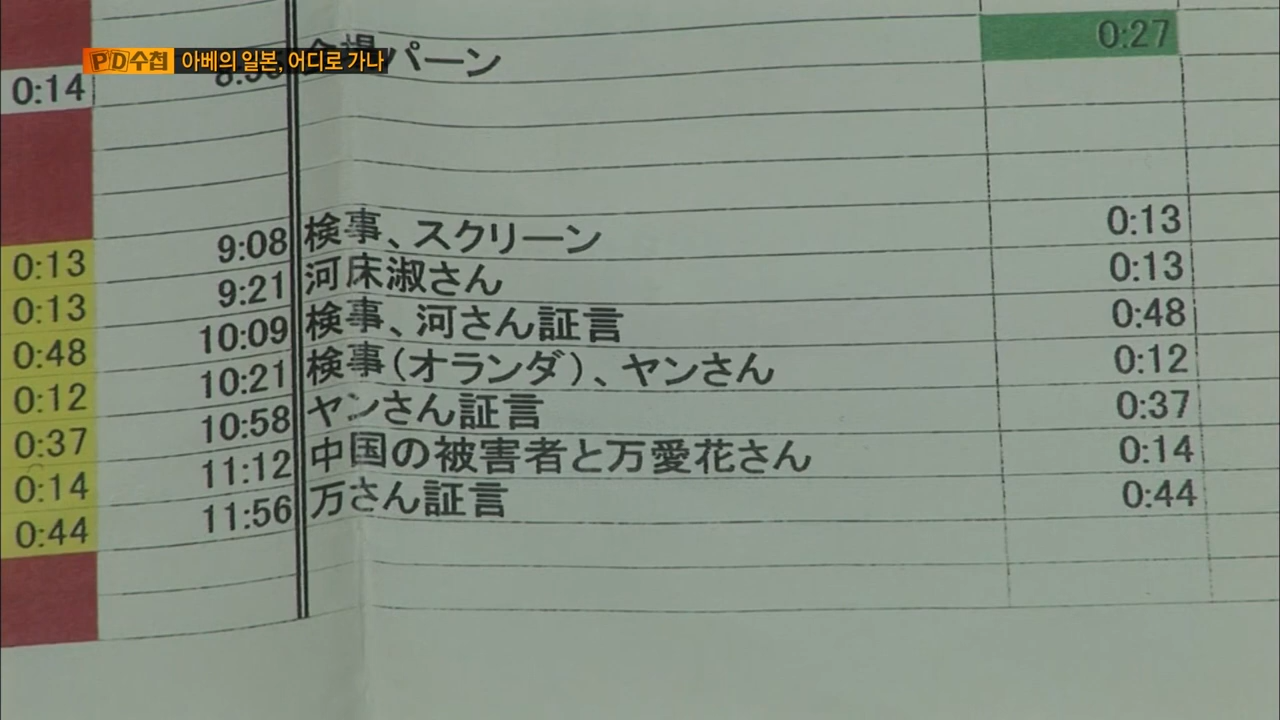 PD수첩 아베의 일본, 어디로 가나
0:14 パーン 0:27
0:13 9:08 検事、スクリーン 0:13
0:13 9:21 河床淑さん 0:13
0:48 10:09 検事、河さん証言 0:48
0:12 10:21 検事(オランダ)、ヤンさん 0:12
0:37 10:58 ヤンさん証言 0:37
0:14 11:12 中国の被害者と万愛花さん 0:14
0:44 11:56 万さん証言 0:44